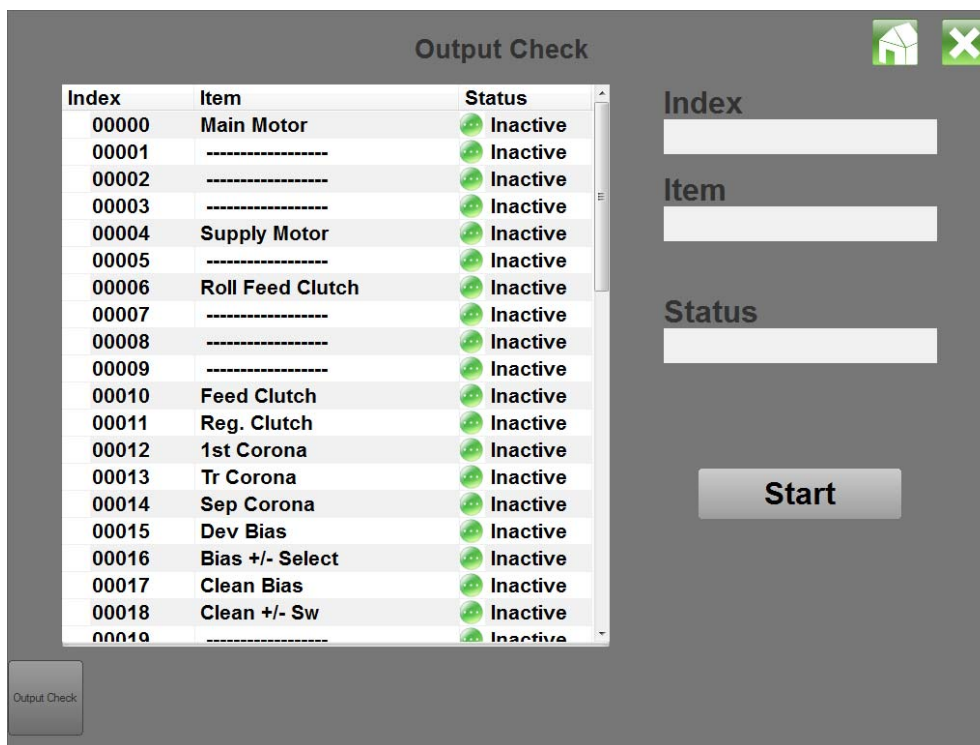 Output Check
Index Item Status
00000 Main Motor Inactive
00001 ------------------ Inactive
00002 ------------------ Inactive
00003 ------------------ Inactive
00004 Supply Motor Inactive
00005 ------------------ Inactive
00006 Roll Feed Clutch Inactive
00007 ------------------ Inactive
00008 ------------------ Inactive
00009 ------------------ Inactive
00010 Feed Clutch Inactive
00011 Reg. Clutch Inactive
00012 1st Corona Inactive
00013 Tr Corona Inactive
00014 Sep Corona Inactive
00015 Dev Bias Inactive
00016 Bias +/- Select Inactive
00017 Clean Bias Inactive
00018 Clean +/- Sw Inactive
00019 ------------------ Inactive
Index
Item
Status
Start
Output Check